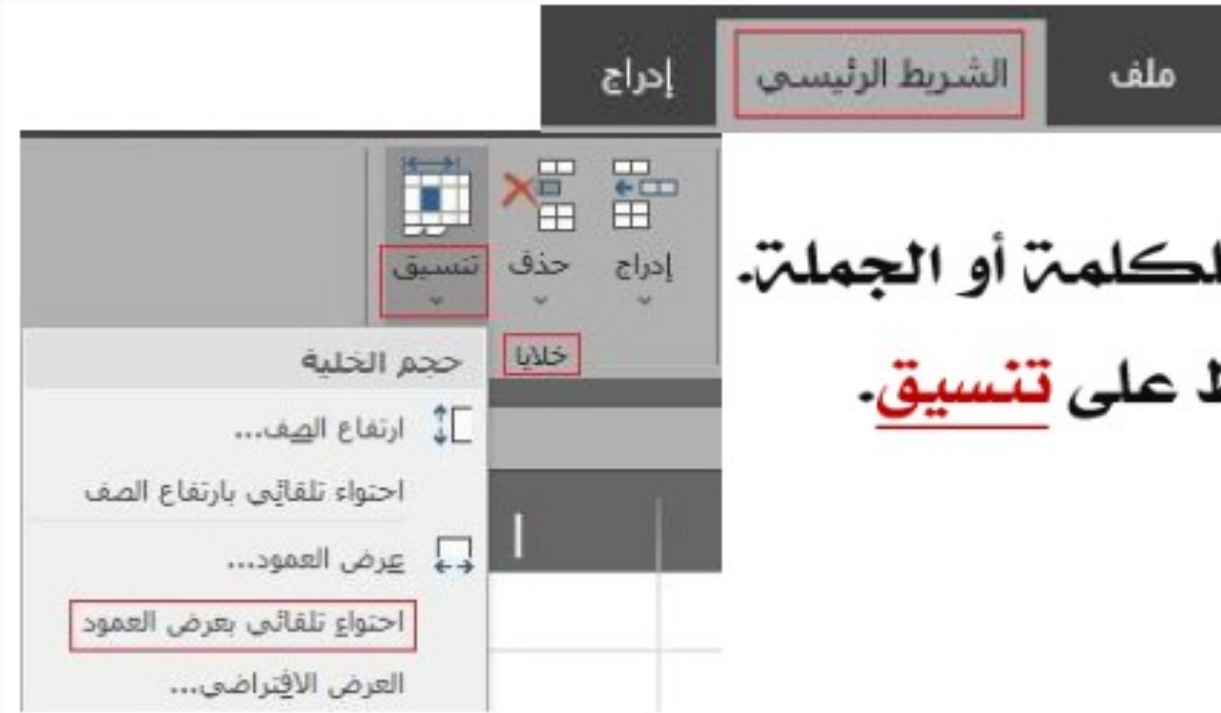 ملف الشريط الرئيسي إدراج
إدراج حذف تنسيق
خلايا
حجم الخلية
ارتفاع الصف...
احتواء تلقائي بارتفاع الصف
عرض العمود...
احتواء تلقائي بعرض العمود
العرض الافتراضي...
لكلمة أو الجملة.
على تنسيق.